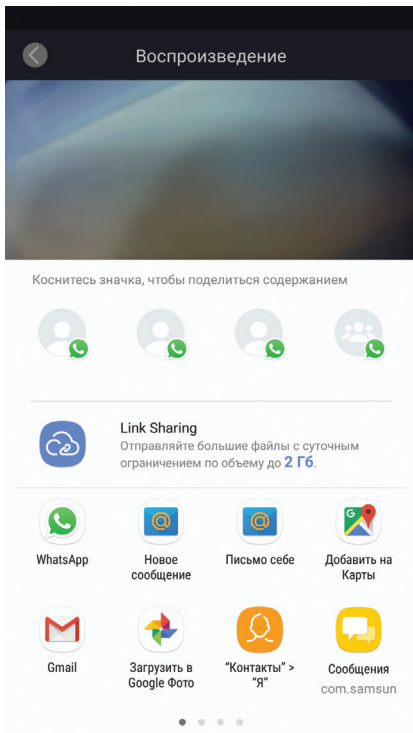 Воспроизведение
Коснитесь значка, чтобы поделиться содержанием
Link Sharing
Отправляйте большие файлы с суточным
ограничением по объему до 2 Гб.
WhatsApp
Новое
сообщение
Письмо себе
Добавить на
Карты
Gmail
Загрузить в
Google Фото
“Контакты” >
“Я“
Сообщения
com.samsun